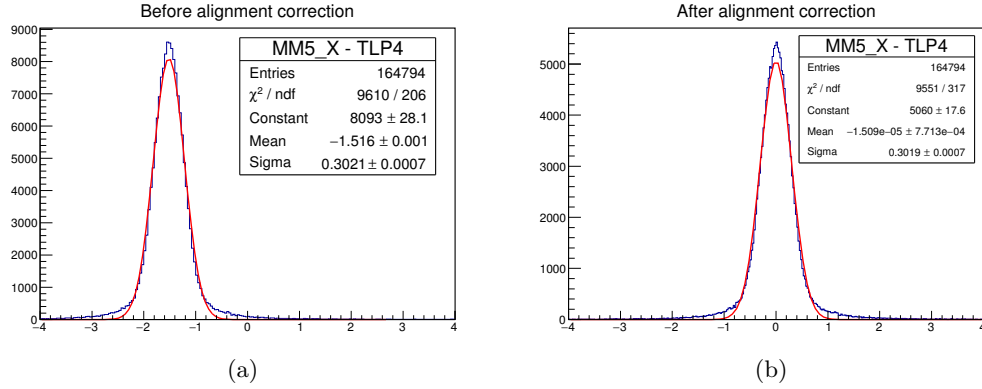 Before alignment correction
MM5_X - TLP4
Entries 164794
χ² / ndf 9610 / 206
Constant 8093 ± 28.1
Mean −1.516 ± 0.001
Sigma 0.3021 ± 0.0007
9000
8000
7000
6000
5000
4000
3000
2000
1000
0
−4 −3 −2 −1 0 1 2 3 4
(a)
After alignment correction
MM5_X - TLP4
Entries 164794
χ² / ndf 9551 / 317
Constant 5060 ± 17.6
Mean −1.509e−05 ± 7.713e−04
Sigma 0.3019 ± 0.0007
5000
4000
3000
2000
1000
0
−4 −3 −2 −1 0 1 2 3 4
(b)